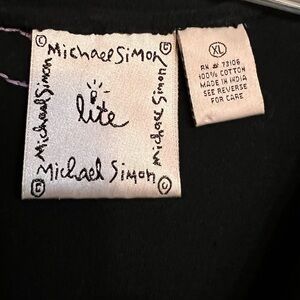 Michael Simon
Michael Simon
lite
Michael Simon
Michael Simon
XL
RN # 73106
100% COTTON
MADE IN INDIA
SEE REVERSE
FOR CARE